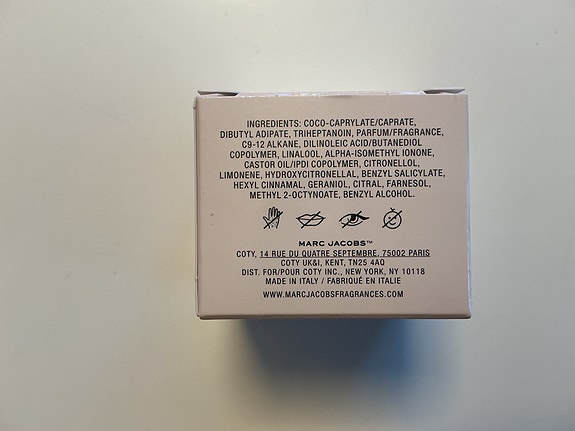 INGREDIENTS: COCO-CAPRYLATE/CAPRATE,
DIBUTYL ADIPATE, TRIHEPTANOIN, PARFUM/FRAGRANCE,
C9-12 ALKANE, DILINOLEIC ACID/BUTANEDIOL
COPOLYMER, LINALOOL, ALPHA-ISOMETHYL IONONE,
CASTOR OIL/IPDI COPOLYMER, CITRONELLOL,
LIMONENE, HYDROXYCITRONELLAL, BENZYL SALICYLATE,
HEXYL CINNAMAL, GERANIOL, CITRAL, FARNESOL,
METHYL 2-OCTYNOATE, BENZYL ALCOHOL.
MARC JACOBS™
COTY, 14 RUE DU QUATRE SEPTEMBRE, 75002 PARIS
COTY UK&I, KENT, TN25 4AQ
DIST. FOR/POUR COTY INC., NEW YORK, NY 10118
MADE IN ITALY / FABRIQUÉ EN ITALIE
WWW.MARCJACOBSFRAGRANCES.COM